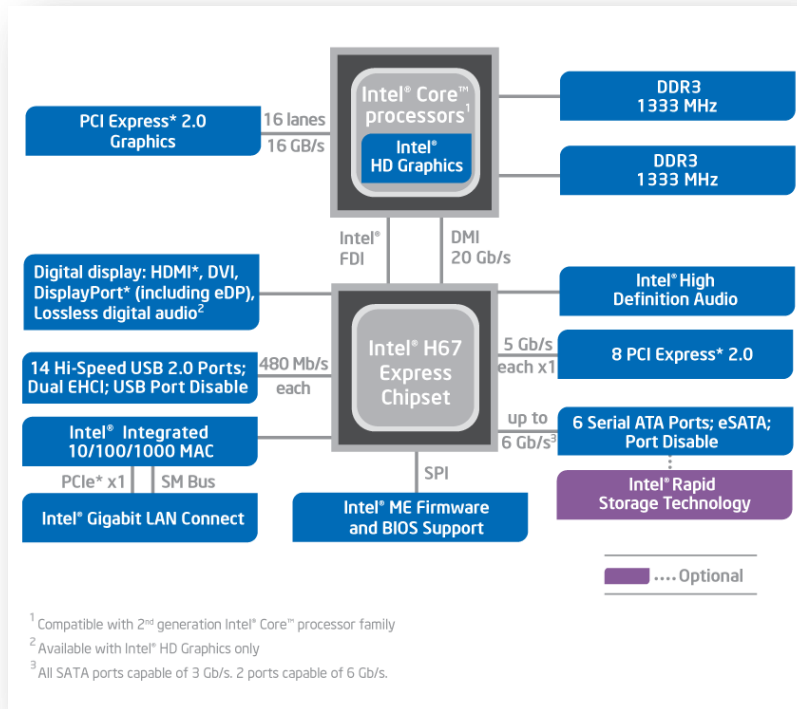 Intel® Core™
processors¹
Intel®
HD Graphics
DDR3
1333 MHz
PCI Express* 2.0
Graphics
16 lanes
16 GB/s
DDR3
1333 MHz
Intel®
FDI
DMI
20 Gb/s
Digital display: HDMI*, DVI,
DisplayPort* (including eDP),
Lossless digital audio²
Intel® High
Definition Audio
Intel® H67
Express
Chipset
5 Gb/s
each x1
8 PCI Express* 2.0
14 Hi-Speed USB 2.0 Ports;
Dual EHCI; USB Port Disable
480 Mb/s
each
up to
6 Gb/s³
6 Serial ATA Ports; eSATA;
Port Disable
Intel® Integrated
10/100/1000 MAC
PCIe* x1
SM Bus
SPI
Intel® Rapid
Storage Technology
Intel® Gigabit LAN Connect
Intel® ME Firmware
and BIOS Support
.... Optional
¹ Compatible with 2ⁿᵈ generation Intel® Core™ processor family
² Available with Intel® HD Graphics only
³ All SATA ports capable of 3 Gb/s. 2 ports capable of 6 Gb/s.